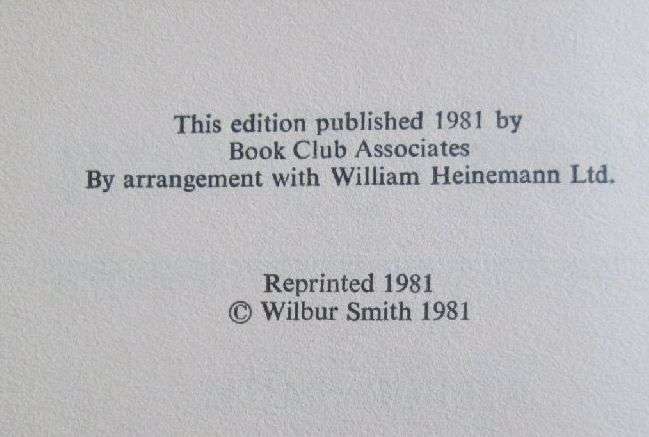 This edition published 1981 by
Book Club Associates
By arrangement with William Heinemann Ltd.
Reprinted 1981
© Wilbur Smith 1981